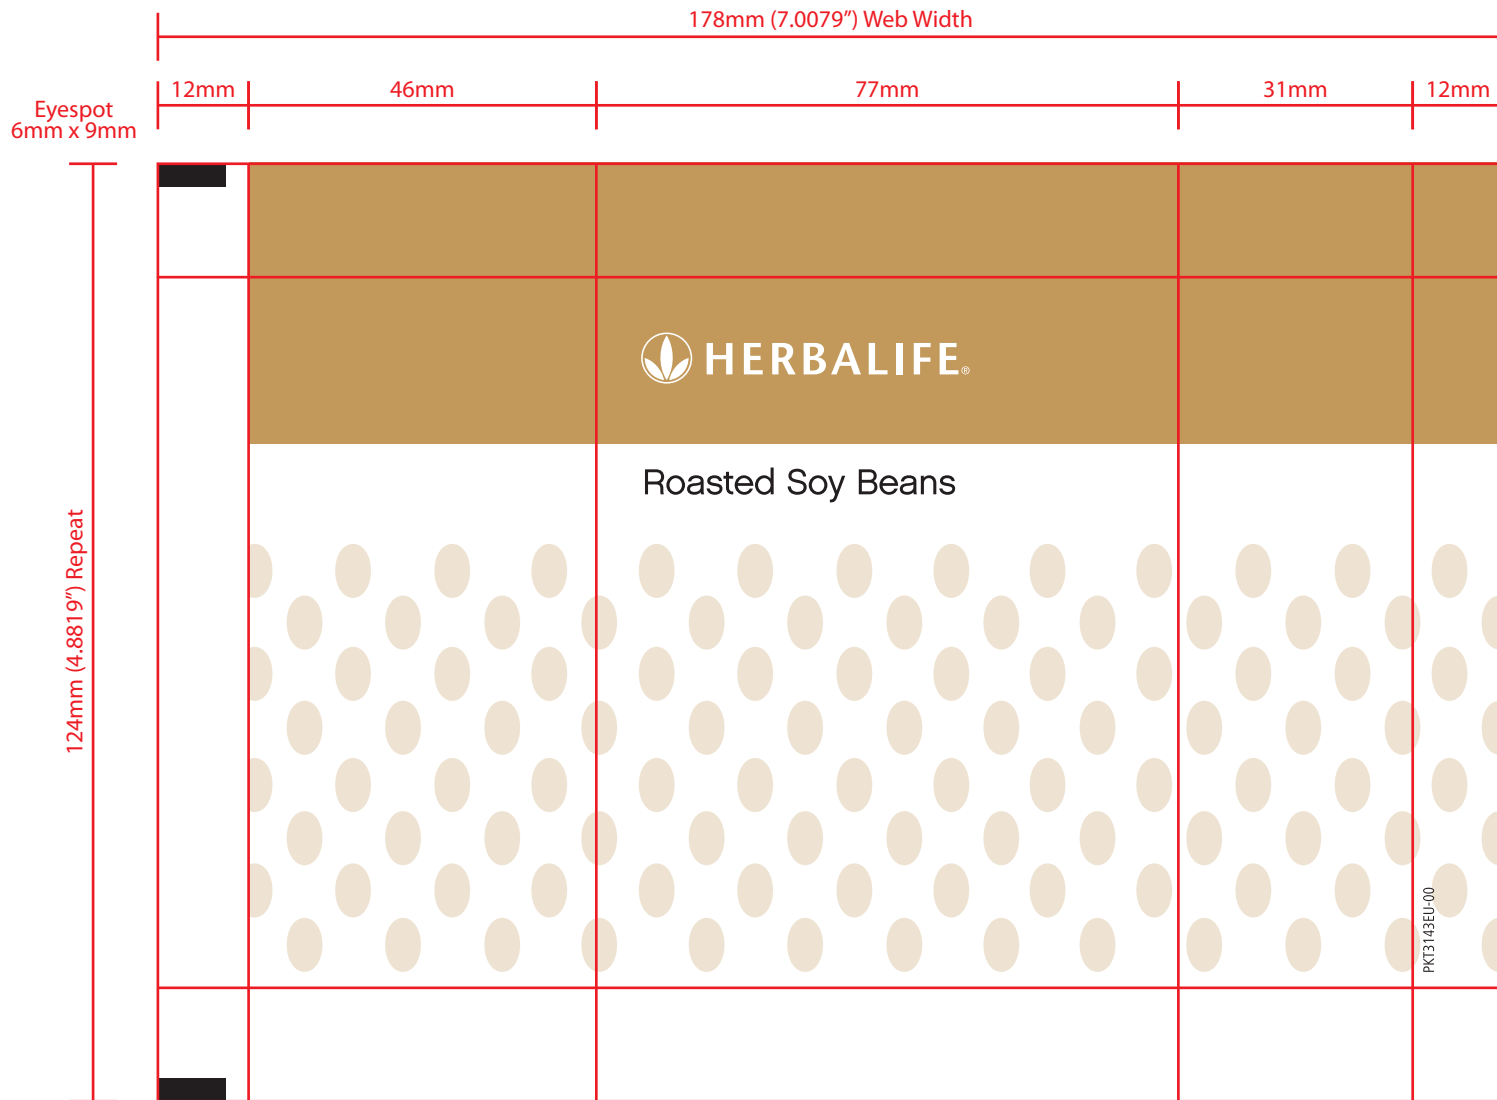 178mm (7.0079”) Web Width
12mm
46mm
77mm
31mm
12mm
Eyespot
6mm x 9mm
124mm (4.8819”) Repeat
HERBALIFE®
Roasted Soy Beans
PKT3143EU-00